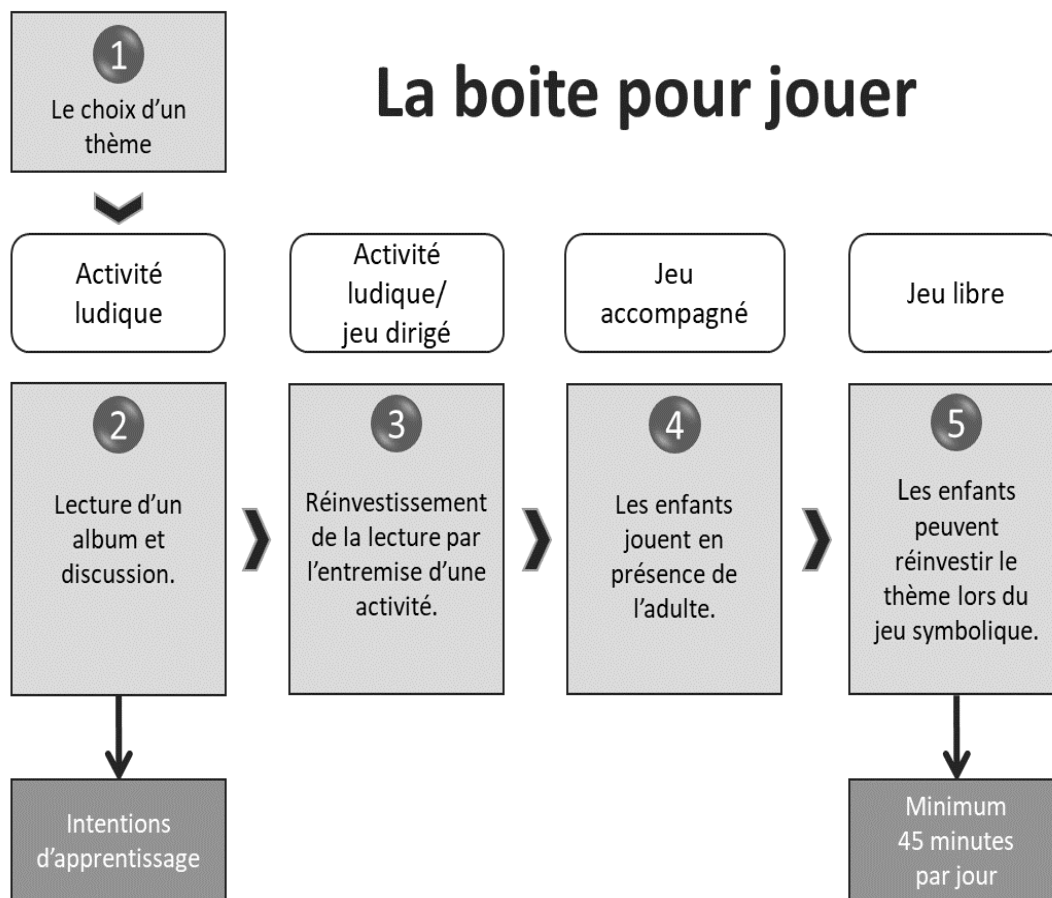 1
Le choix d'un
thème
La boite pour jouer
Activité
ludique
Activité
ludique/
jeu dirigé
Jeu
accompagné
Jeu libre
2
Lecture d'un
album et
discussion.
3
Réinvestissement
de la lecture par
l'entremise d'une
activité.
4
Les enfants
jouent en
présence de
l'adulte.
5
Les enfants
peuvent
réinvestir le
thème lors du
jeu symbolique.
Intentions
d'apprentissage
Minimum
45 minutes
par jour